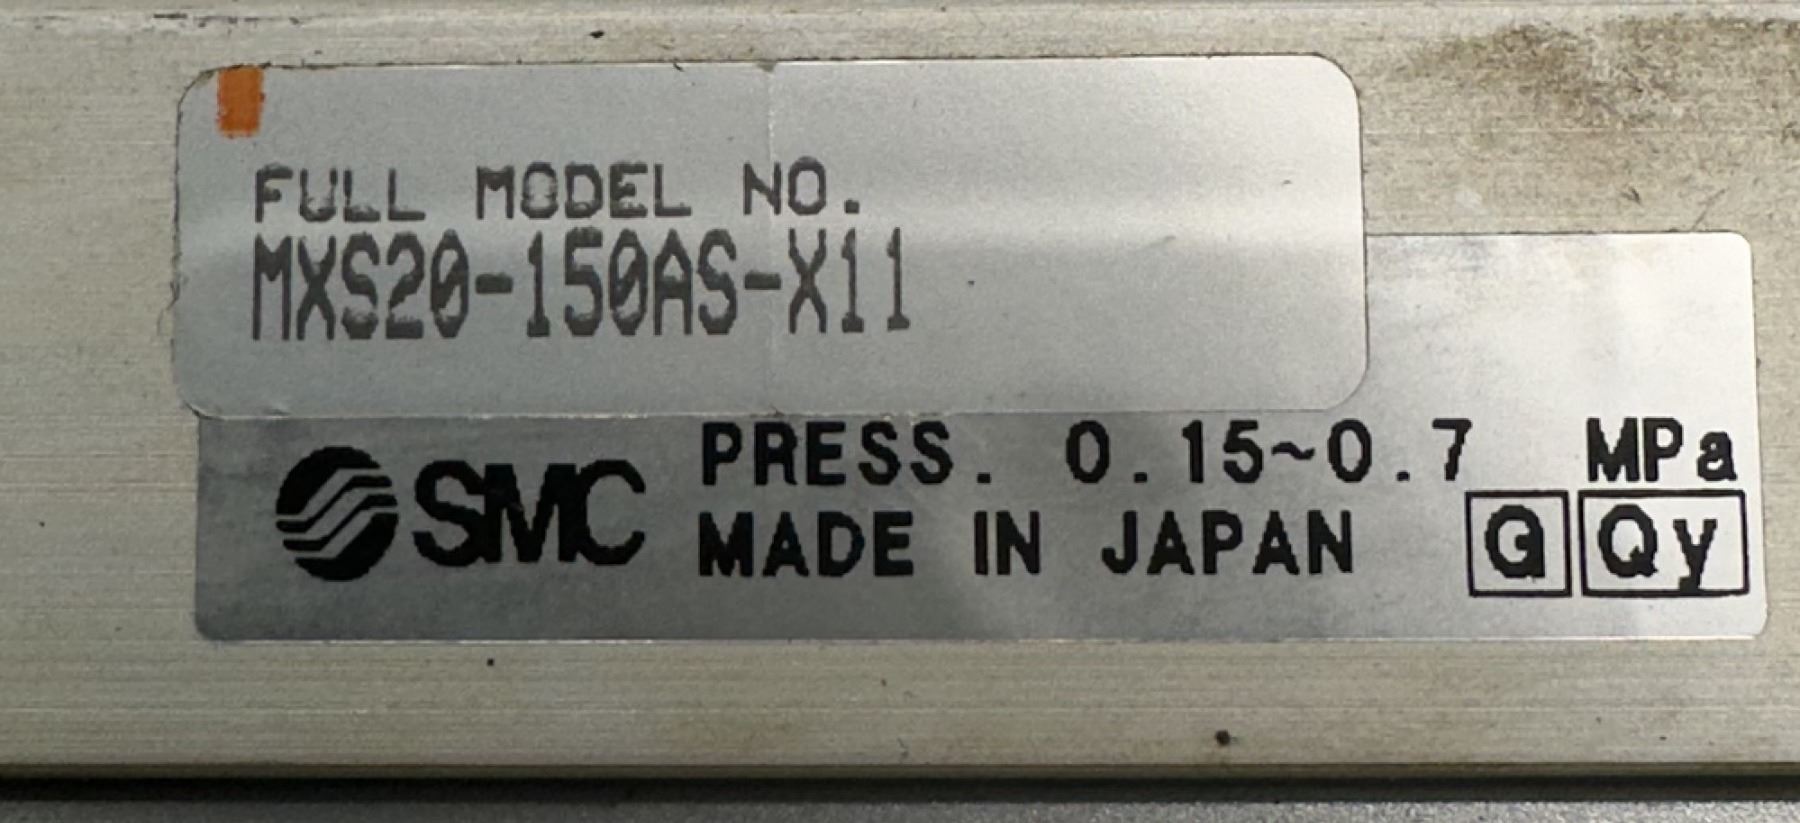 FULL MODEL NO.
MXS20-150AS-X11
SMC
PRESS. 0.15~0.7 MPa
MADE IN JAPAN G Qy